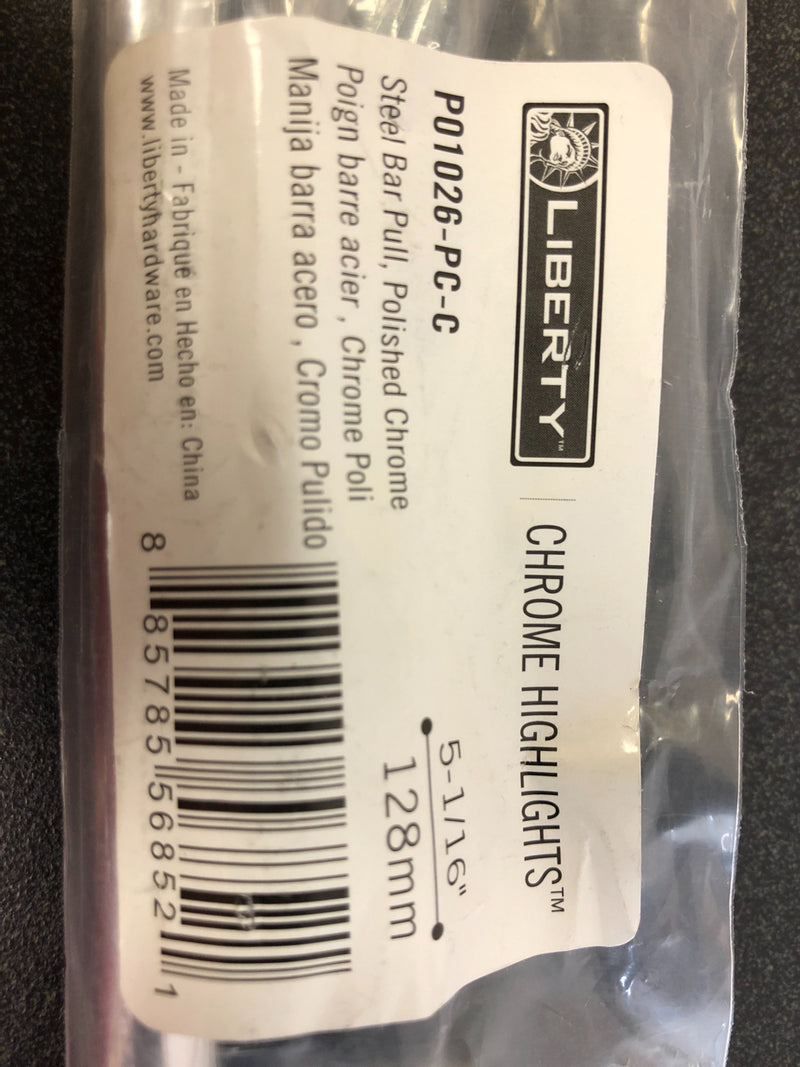 LIBERTY™
CHROME HIGHLIGHTS™
P01026-PC-C
5-1/16"
128mm
Steel Bar Pull, Polished Chrome
Poign barre acier , Chrome Poli
Manija barra acero , Cromo Pulido
Made in - Fabriqué en Hecho en: China
www.libertyhardware.com
8 85785 56852 1